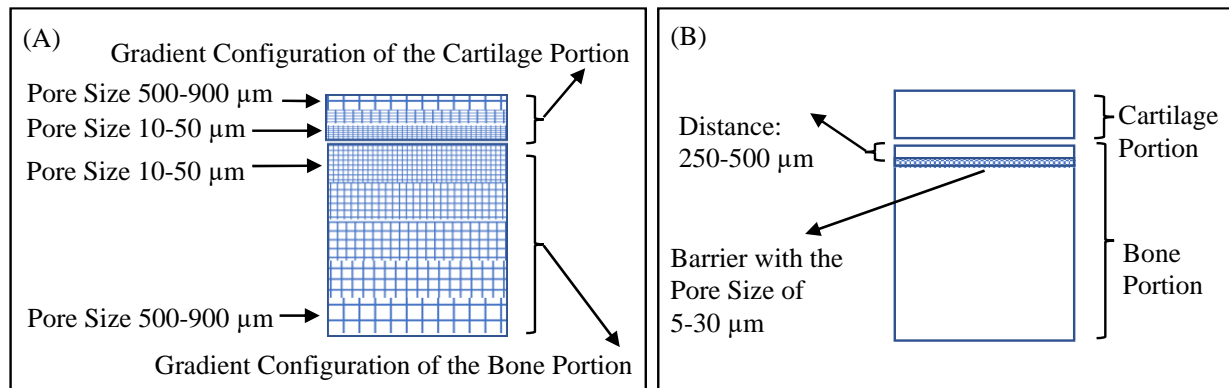 (A)
Gradient Configuration of the Cartilage Portion
Pore Size 500-900 µm
Pore Size 10-50 µm
Pore Size 10-50 µm
Pore Size 500-900 µm
Gradient Configuration of the Bone Portion
(B)
Distance:
250-500 µm
Cartilage
Portion
Barrier with the
Pore Size of
5-30 µm
Bone
Portion